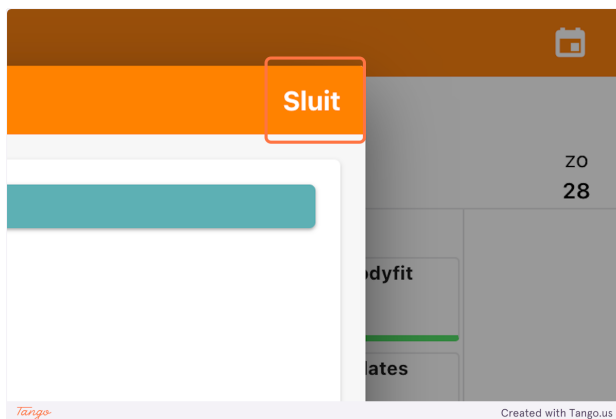 Sluit
zo
28
odyfit
lates
Tango
Created with Tango.us